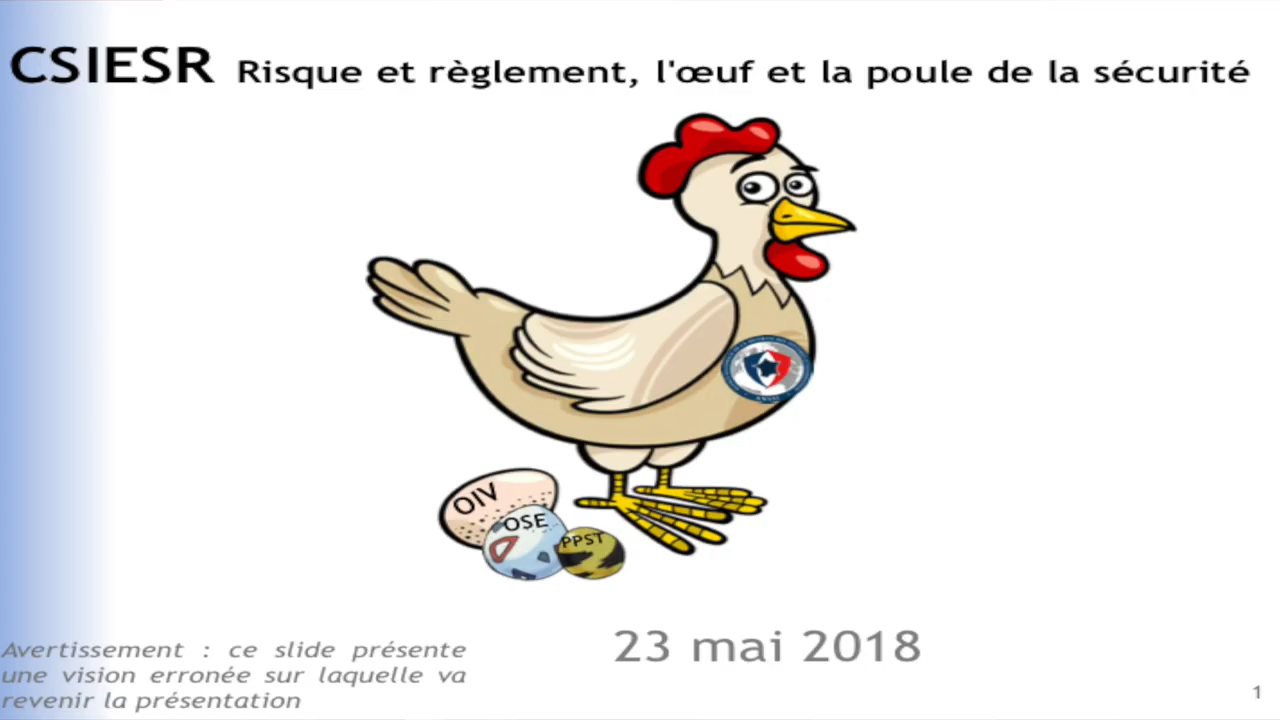 CSIESR Risque et règlement, l'œuf et la poule de la sécurité
OIV
OSE
PPST
23 mai 2018
Avertissement : ce slide présente
une vision erronée sur laquelle va
revenir la présentation
1